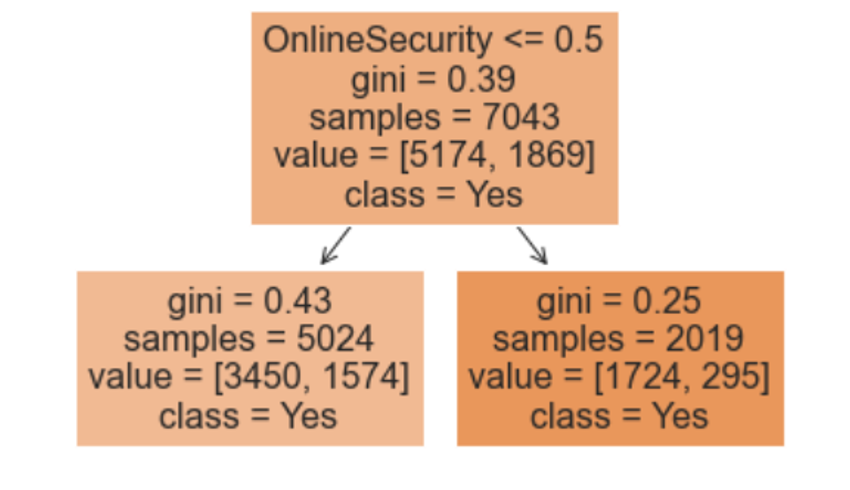 OnlineSecurity <= 0.5
gini = 0.39
samples = 7043
value = [5174, 1869]
class = Yes
gini = 0.43
samples = 5024
value = [3450, 1574]
class = Yes
gini = 0.25
samples = 2019
value = [1724, 295]
class = Yes